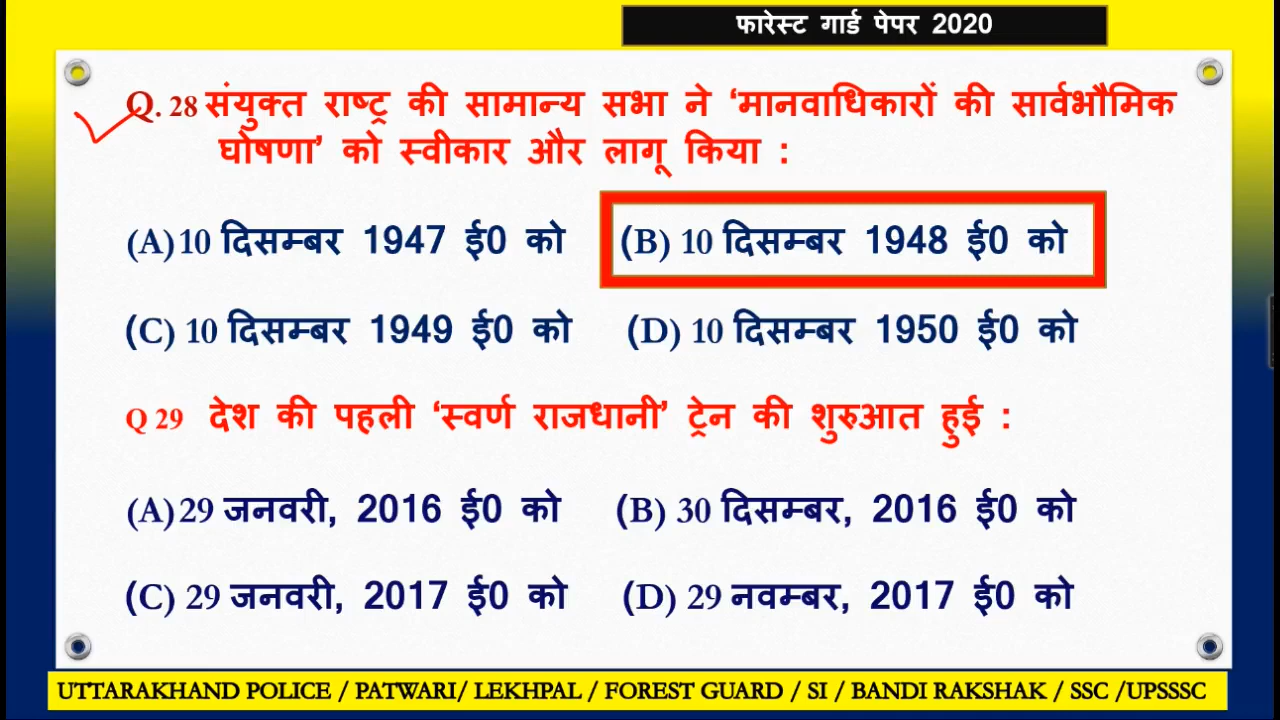 फारेस्ट गार्ड पेपर 2020
Q. 28 संयुक्त राष्ट्र की सामान्य सभा ने ‘मानवाधिकारों की सार्वभौमिक
घोषणा’ को स्वीकार और लागू किया :
(A) 10 दिसम्बर 1947 ई0 को (B) 10 दिसम्बर 1948 ई0 को
(C) 10 दिसम्बर 1949 ई0 को (D) 10 दिसम्बर 1950 ई0 को
Q 29 देश की पहली ‘स्वर्ण राजधानी’ ट्रेन की शुरुआत हुई :
(A) 29 जनवरी, 2016 ई0 को (B) 30 दिसम्बर, 2016 ई0 को
(C) 29 जनवरी, 2017 ई0 को (D) 29 नवम्बर, 2017 ई0 को
UTTARAKHAND POLICE / PATWARI/ LEKHPAL / FOREST GUARD / SI / BANDI RAKSHAK / SSC /UPSSSC